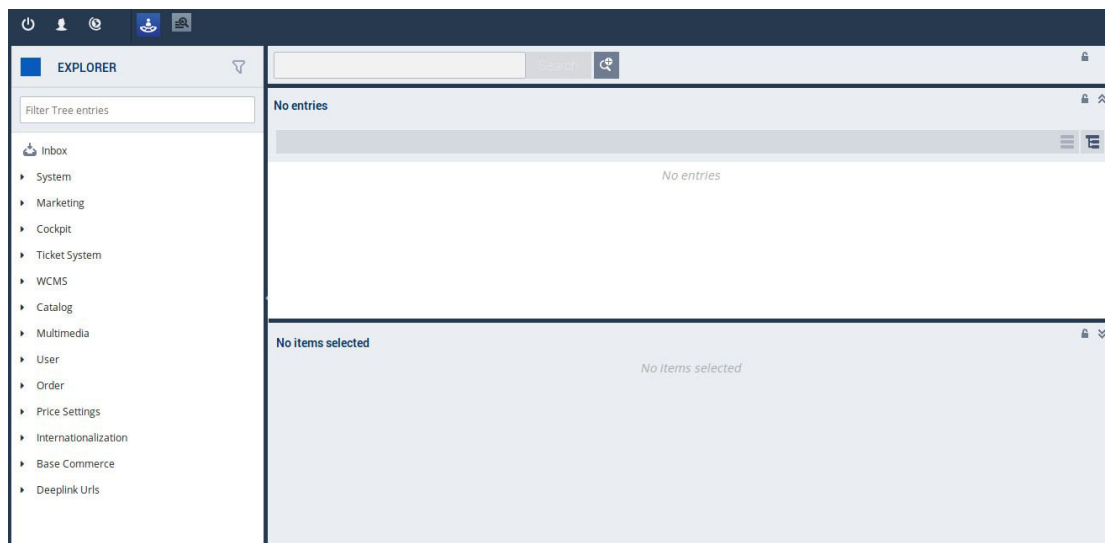 EXPLORER
Filter Tree entries
Inbox
System
Marketing
Cockpit
Ticket System
WCMS
Catalog
Multimedia
User
Order
Price Settings
Internationalization
Base Commerce
Deeplink Urls
Search
No entries
No entries
No items selected
No items selected